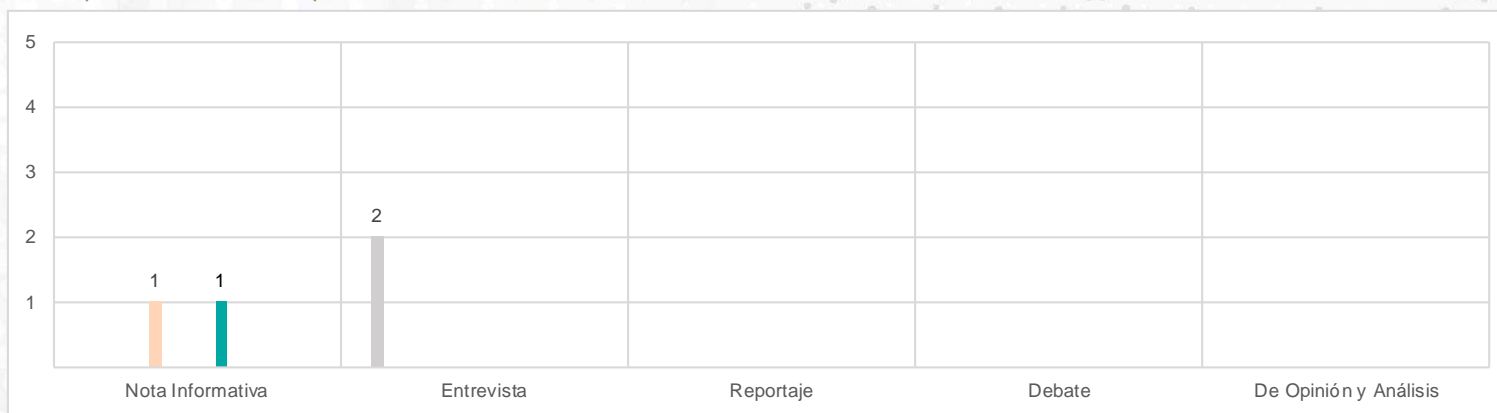 5
4
3
2
1
2
1
1
Nota Informativa
Entrevista
Reportaje
Debate
De Opinión y Análisis